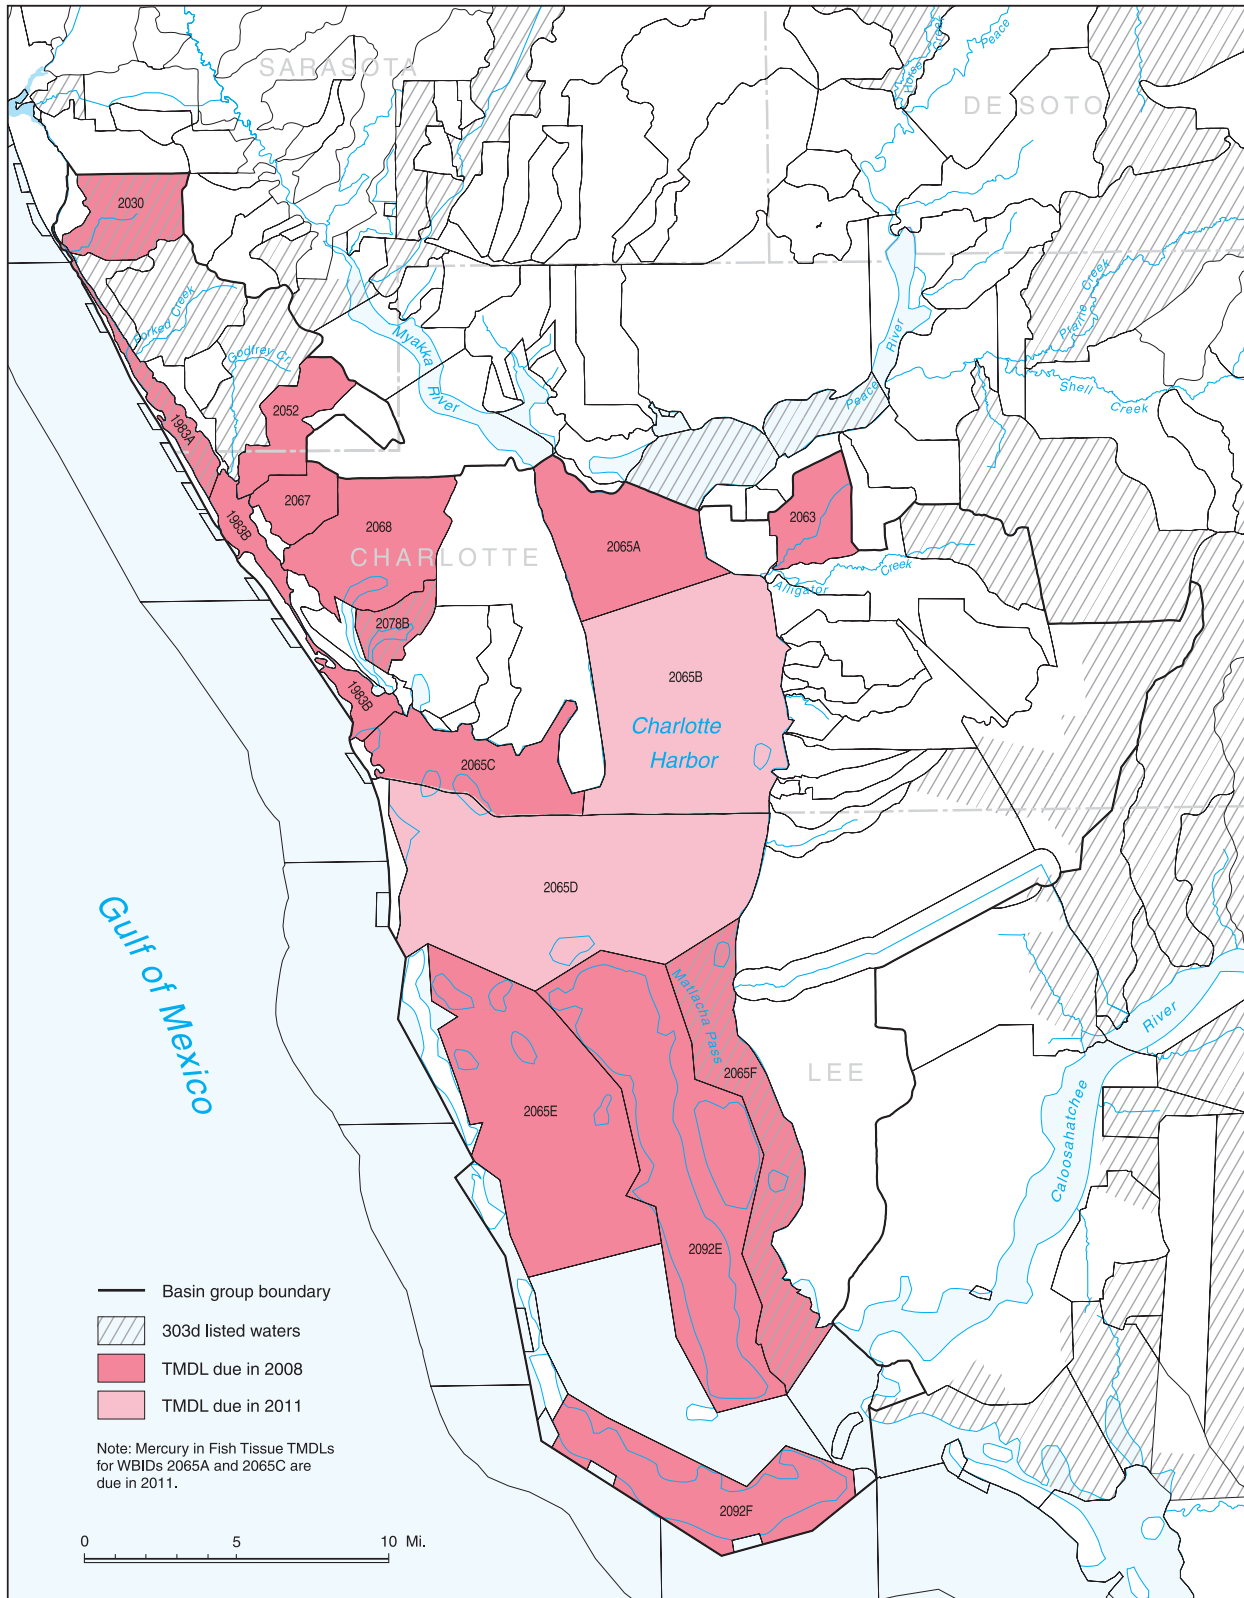 SARASOTA
Horse Creek
Peace
DE SOTO
2030
Forked Creek
Godfrey Cr.
Myakka
River
Peace
River
Prairie Creek
Shell
Creek
2052
1983A
2067
1983B
2068
CHARLOTTE
2065A
2063
Alligator
Creek
2078B
2065B
1983B
Charlotte
Harbor
2065C
2065D
Gulf of Mexico
Matlacha Pass
River
2065F
LEE
2065E
Caloosahatchee
2092E
Basin group boundary
303d listed waters
TMDL due in 2008
TMDL due in 2011
Note: Mercury in Fish Tissue TMDLs
for WBIDs 2065A and 2065C are
due in 2011.
2092F
0 5 10 Mi.